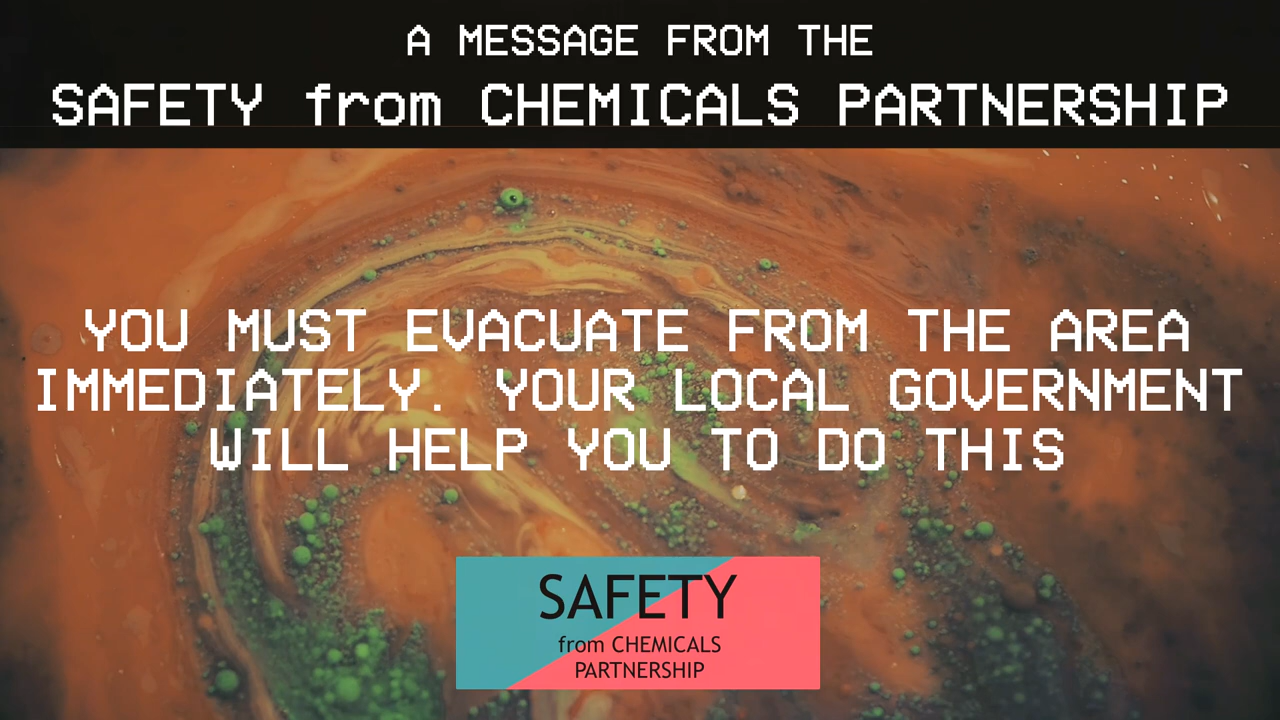 A MESSAGE FROM THE
SAFETY from CHEMICALS PARTNERSHIP
YOU MUST EVACUATE FROM THE AREA
IMMEDIATELY. YOUR LOCAL GOVERNMENT
WILL HELP YOU TO DO THIS
SAFETY
from CHEMICALS
PARTNERSHIP